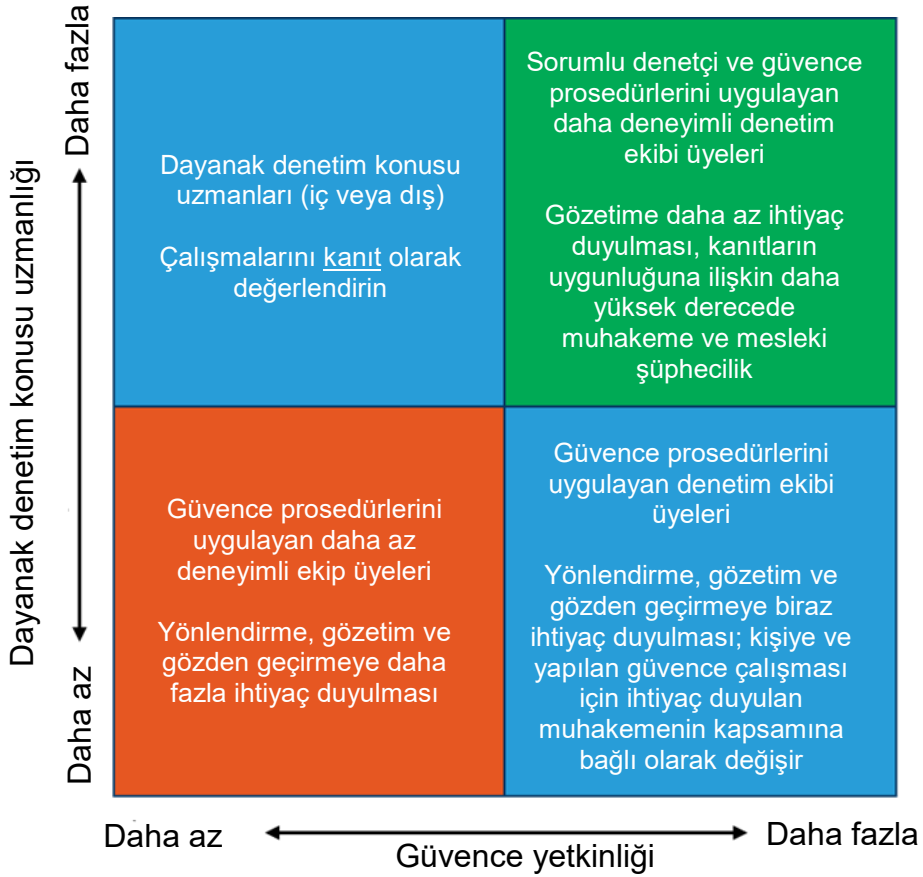 Daha fazla
Dayanak denetim konusu uzmanlığı
Daha az
Dayanak denetim konusu
uzmanları (iç veya dış)
Çalışmalarını kanıt olarak
değerlendirin
Sorumlu denetçi ve güvence
prosedürlerini uygulayan
daha deneyimli denetim
ekibi üyeleri
Gözetime daha az ihtiyaç
duyulması, kanıtların
uygunluğuna ilişkin daha
yüksek derecede
muhakeme ve mesleki
şüphecilik
Güvence prosedürlerini
uygulayan daha az
deneyimli ekip üyeleri
Yönlendirme, gözetim ve
gözden geçirmeye daha
fazla ihtiyaç duyulması
Güvence prosedürlerini
uygulayan denetim ekibi
üyeleri
Yönlendirme, gözetim ve
gözden geçirmeye biraz
ihtiyaç duyulması; kişiye ve
yapılan güvence çalışması
için ihtiyaç duyulan
muhakemenin kapsamına
bağlı olarak değişir
Daha az
Güvence yetkinliği
Daha fazla